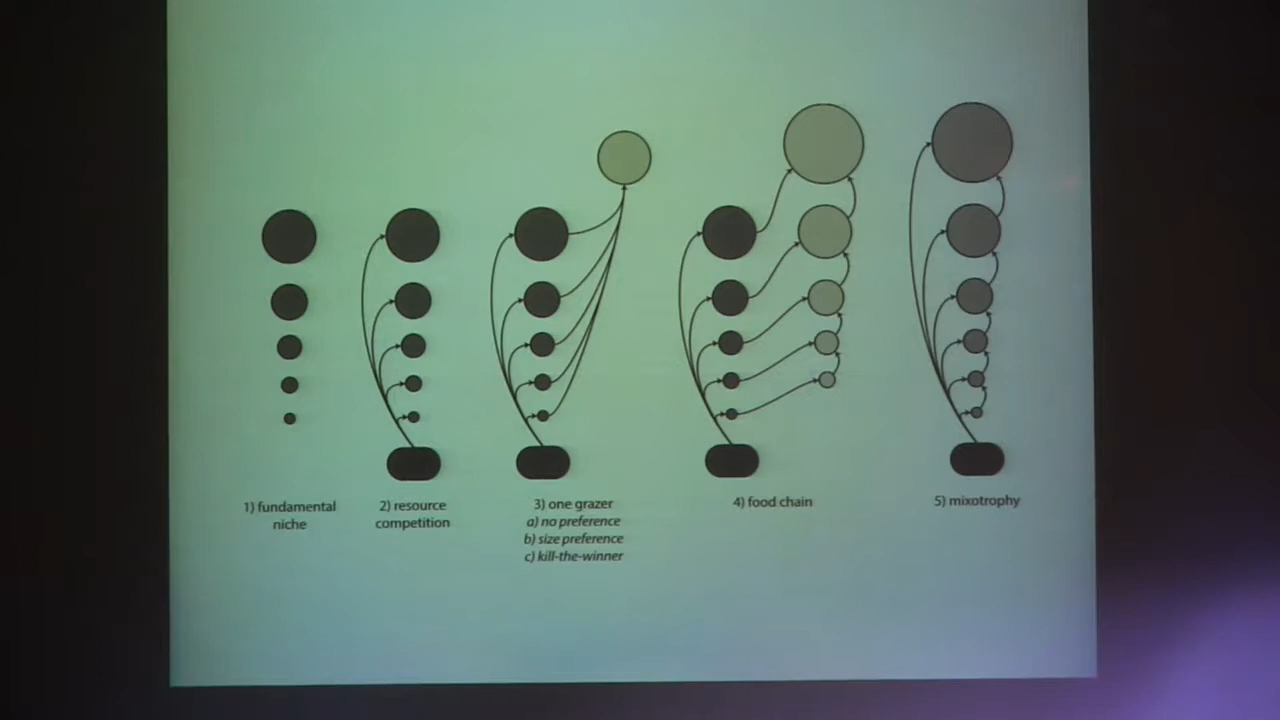 1) fundamental
niche
2) resource
competition
3) one grazer
a) no preference
b) size preference
c) kill-the-winner
4) food chain
5) mixotrophy